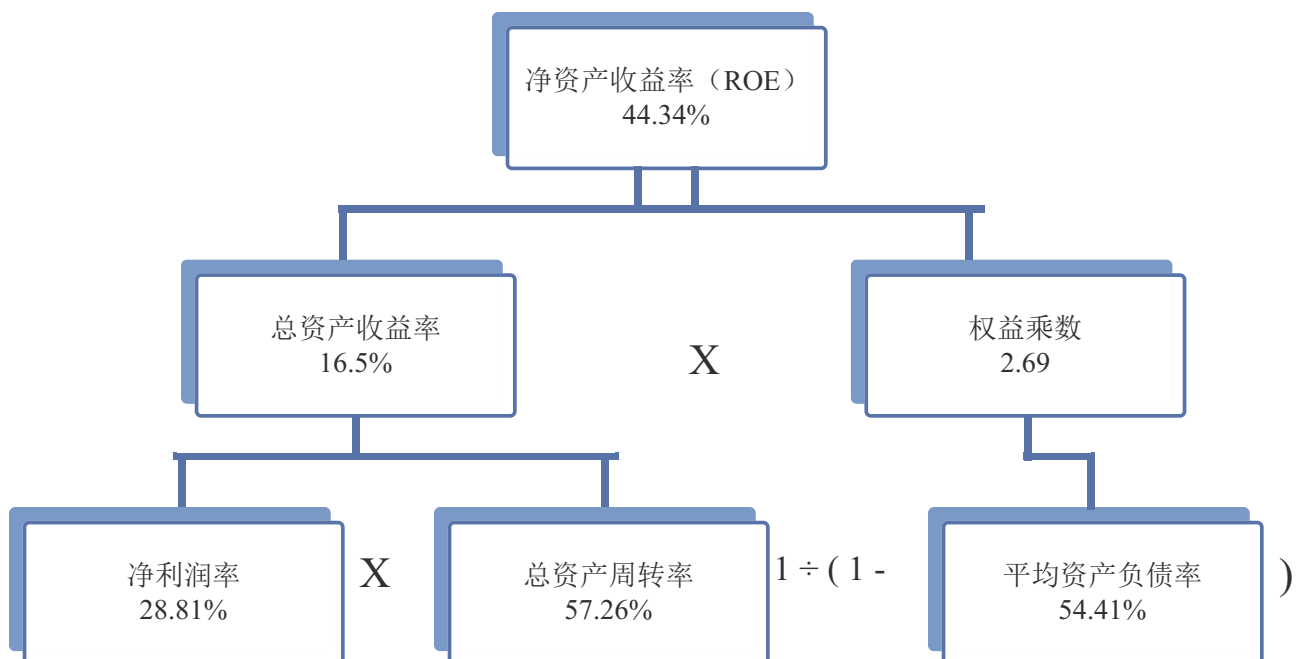 净资产收益率（ROE）
44.34%
总资产收益率
16.5%
X
权益乘数
2.69
净利润率
28.81%
X
总资产周转率
57.26%
1 ÷ ( 1 -
平均资产负债率
54.41%
)